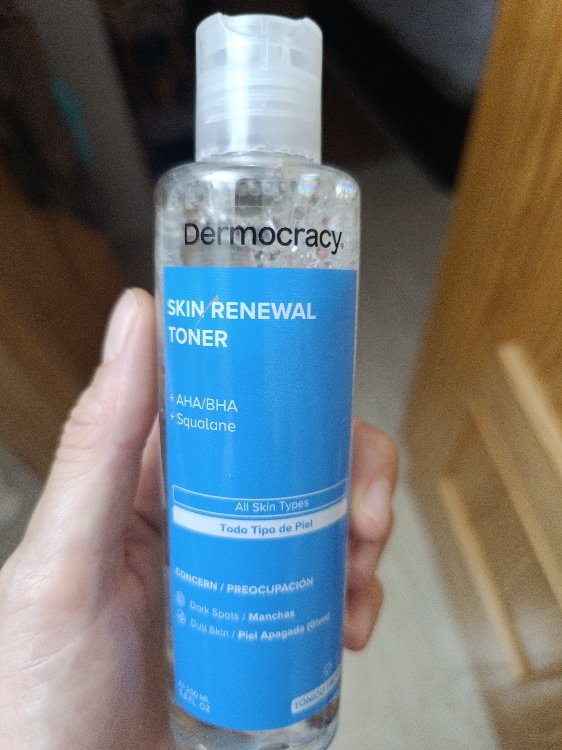 Dermocracy
SKIN RENEWAL
TONER
+ AHA/BHA
+ Squalane
All Skin Types
Todo Tipo de Piel
CONCERN / PREOCUPACIÓN
Dark Spots / Manchas
Dull Skin / Piel Apagada (Glow)
200 ML
FL. OZ
TÓNICO